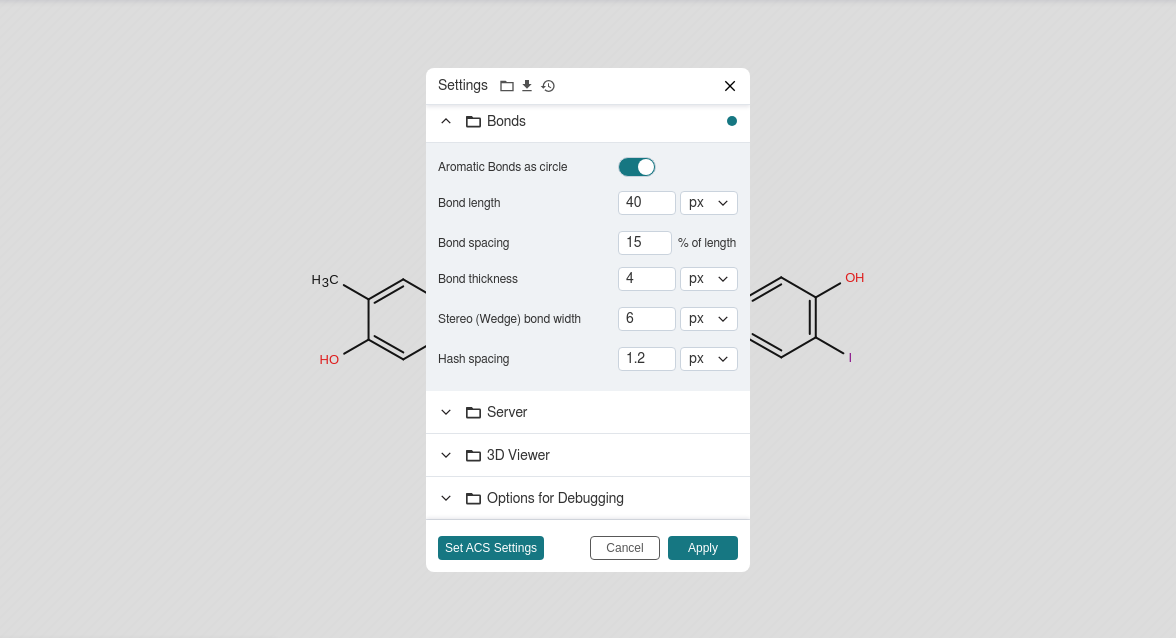 Settings
Bonds
Aromatic Bonds as circle
Bond length 40 px
Bond spacing 15 % of length
Bond thickness 4 px
Stereo (Wedge) bond width 6 px
Hash spacing 1.2 px
H3C
HO
OH
I
Server
3D Viewer
Options for Debugging
Set ACS Settings Cancel Apply